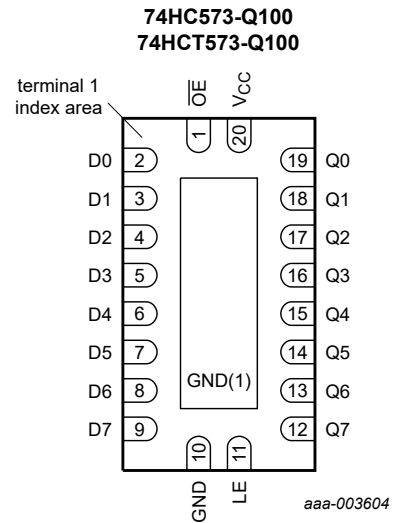 74HC573-Q100
74HCT573-Q100
terminal 1
index area
OE VCC
1 20
D0 2 19 Q0
D1 3 18 Q1
D2 4 17 Q2
D3 5 16 Q3
D4 6 15 Q4
D5 7 14 Q5
D6 8 GND(1) 13 Q6
D7 9 12 Q7
10 11
GND LE
aaa-003604